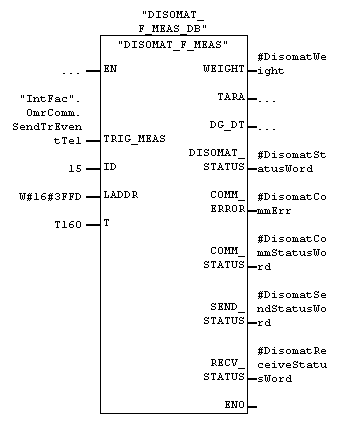 "DISOMAT_
F_MEAS_DB"
"DISOMAT_F_MEAS"
... EN WEIGHT #DisomatWe
ight
"IntFac".
OmrComm.
SendTrEven
tTel TRIG_MEAS
TARA ...
DG_DT ...
15 ID
DISOMAT_
STATUS #DisomatSt
atusWord
W#16#3FFD LADDR
COMM_
ERROR #DisomatCo
mmErr
T160 T
COMM_
STATUS #DisomatCo
mmStatusWo
rd
SEND_
STATUS #DisomatSe
ndStatusWo
rd
RECV_
STATUS #DisomatRe
ceiveStatu
sWord
ENO